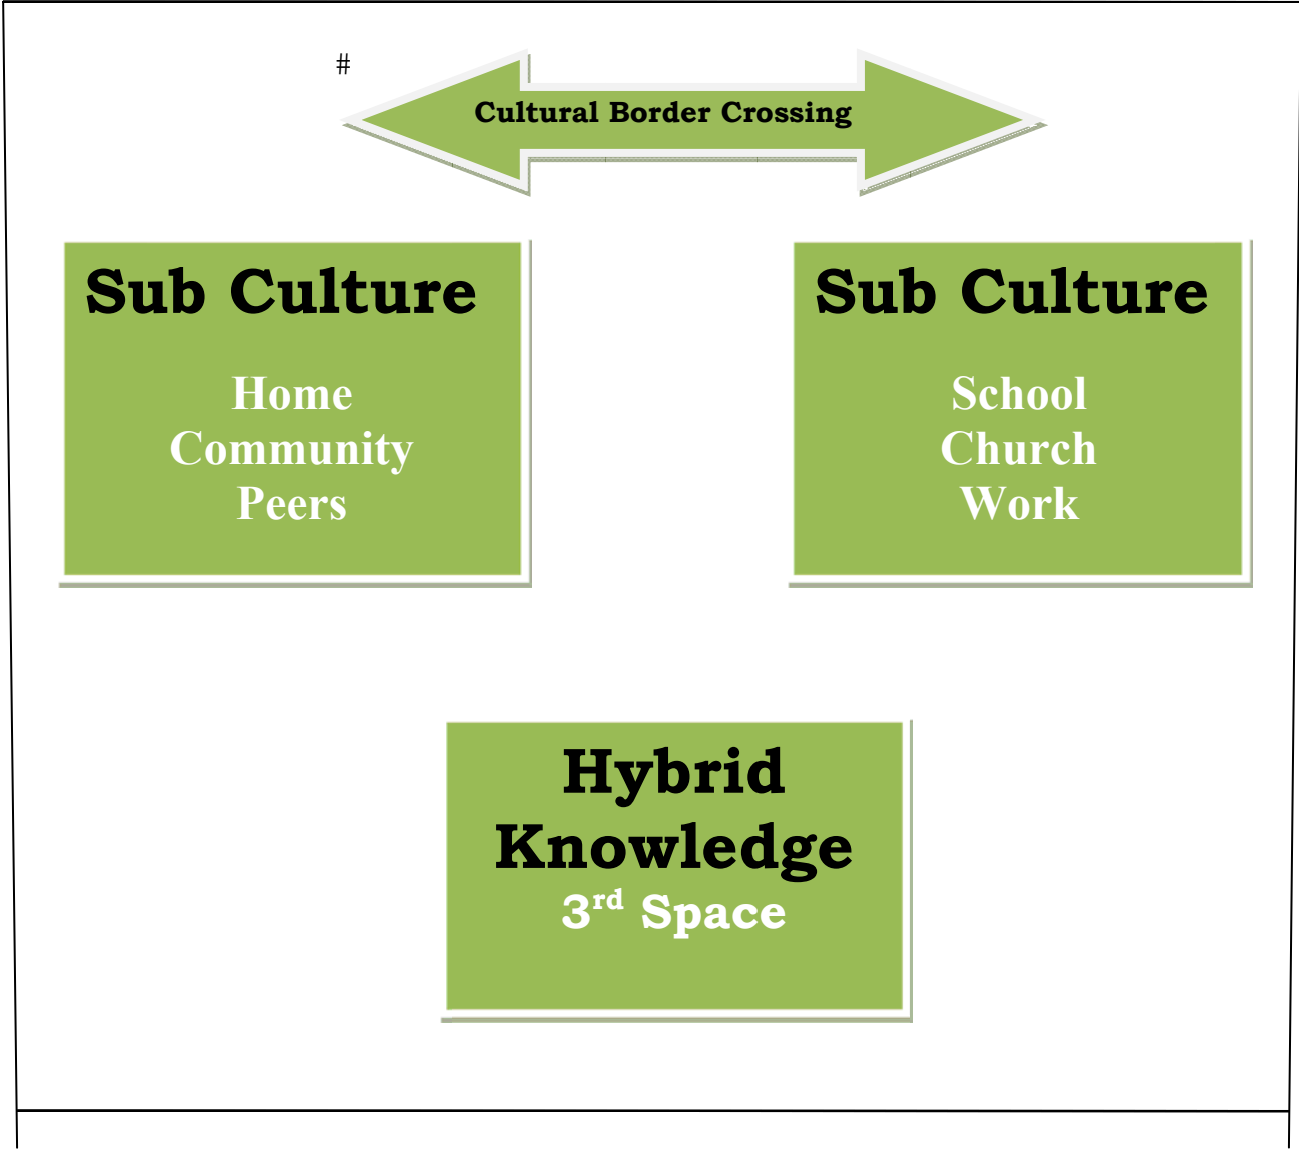 #
Cultural Border Crossing
Sub Culture
Home
Community
Peers
Sub Culture
School
Church
Work
Hybrid
Knowledge
3rd Space